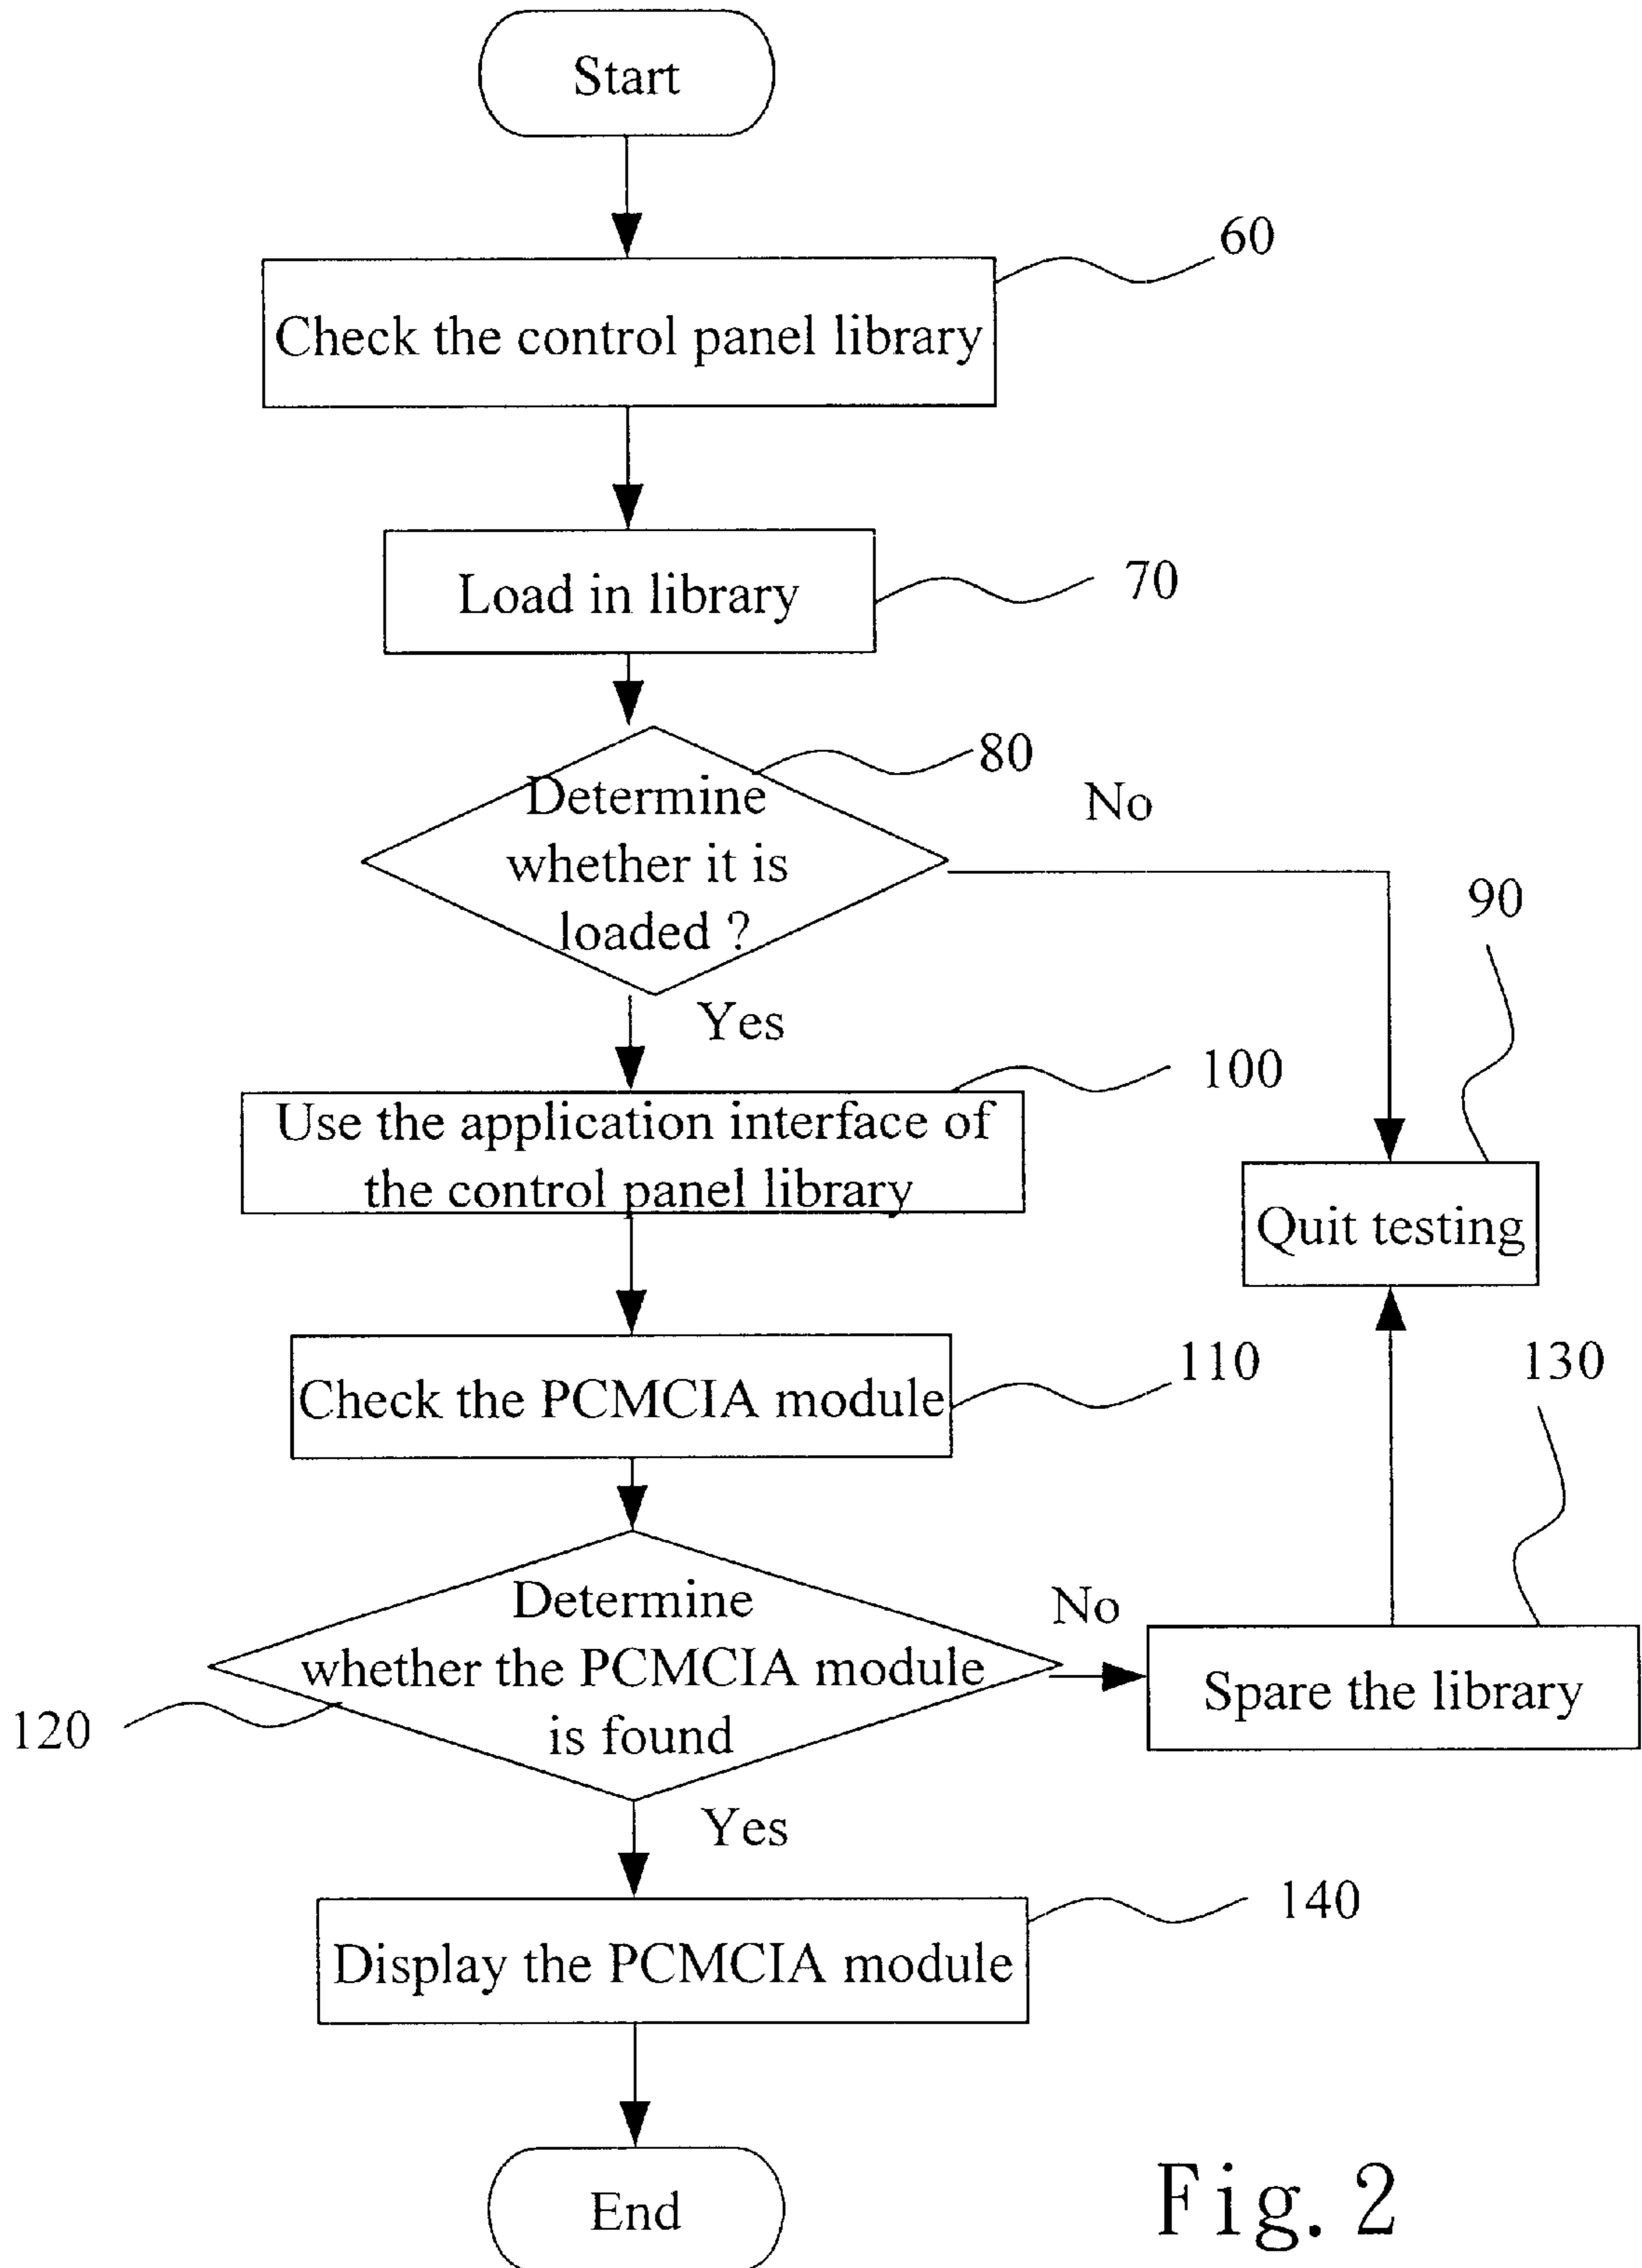 Start
60
Check the control panel library
Load in library
70
80
Determine
whether it is
loaded ?
No
90
Yes
100
Use the application interface of
the control panel library
Quit testing
110
Check the PCMCIA module
130
Determine
whether the PCMCIA module
is found
No
Spare the library
120
Yes
140
Display the PCMCIA module
End
Fig. 2